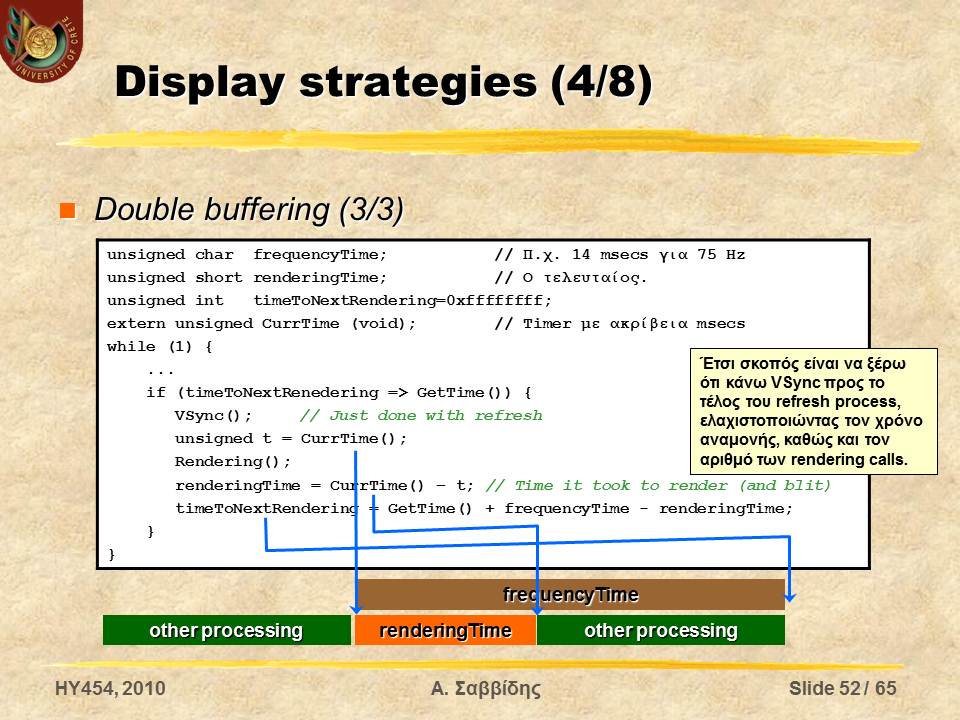 UNIVERSITY OF CRETE
Display strategies (4/8)
Double buffering (3/3)
unsigned char  frequencyTime;           // Π.χ. 14 msecs για 75 Hz
unsigned short renderingTime;           // Ο τελευταίος.
unsigned int   timeToNextRendering=0xffffffff;
extern unsigned CurrTime (void);        // Timer με ακρίβεια msecs
while (1) {
    ...
    if (timeToNextRenedering => GetTime()) {
       VSync();     // Just done with refresh
       unsigned t = CurrTime();
       Rendering();
       renderingTime = CurrTime() – t; // Time it took to render (and blit)
       timeToNextRendering = GetTime() + frequencyTime - renderingTime;
    }
}
Έτσι σκοπός είναι να ξέρω
ότι κάνω VSync προς το
τέλος του refresh process,
ελαχιστοποιώντας τον χρόνο
αναμονής, καθώς και τον
αριθμό των rendering calls.
frequencyTime
other processing
renderingTime
other processing
HY454, 2010
Α. Σαββίδης
Slide 52 / 65